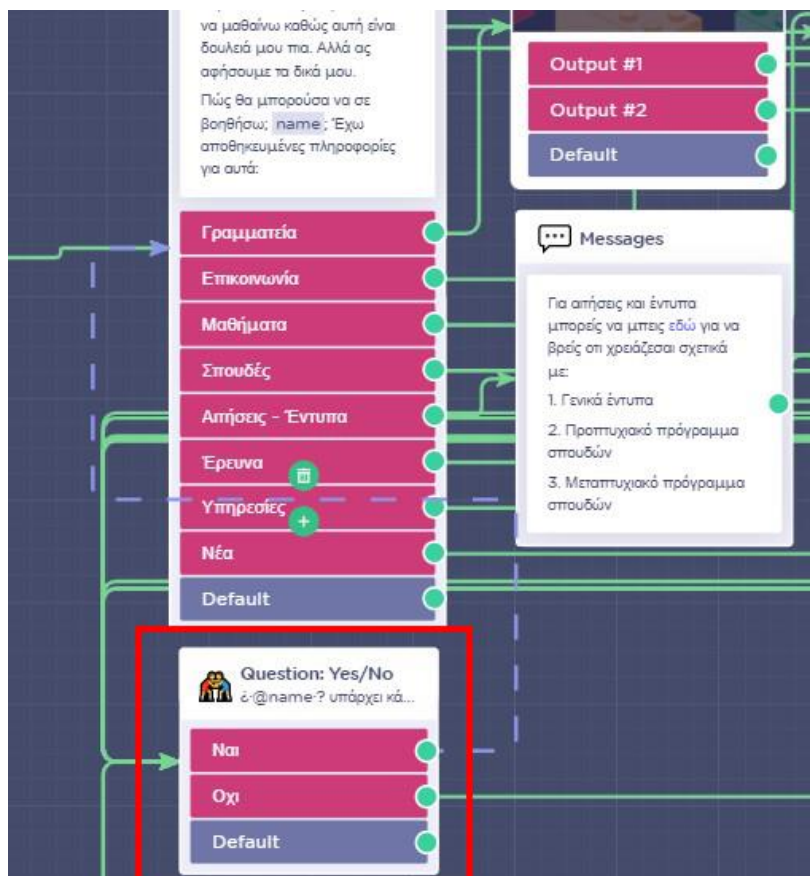 να μαθαίνω καθώς αυτή είναι
δουλειά μου πια. Αλλά ας
αφήσουμε τα δικά μου.
Πώς θα μπορούσα να σε
βοηθήσω; name; Έχω
αποθηκευμένες πληροφορίες
για αυτά:
Γραμματεία
Επικοινωνία
Μαθήματα
Σπουδές
Αιτήσεις - Έντυπα
Έρευνα
Υπηρεσίες
Νέα
Default
Output #1
Output #2
Default
Messages
Για αιτήσεις και έντυπα
μπορείς να μπεις εδώ για να
βρείς οτι χρειάζεσαι σχετικά
με:
1. Γενικά έντυπα
2. Προπτυχιακό πρόγραμμα
σπουδών
3. Μεταπτυχιακό πρόγραμμα
σπουδών
Question: Yes/No
¿·@name·? υπάρχει κά...
Ναι
Οχι
Default